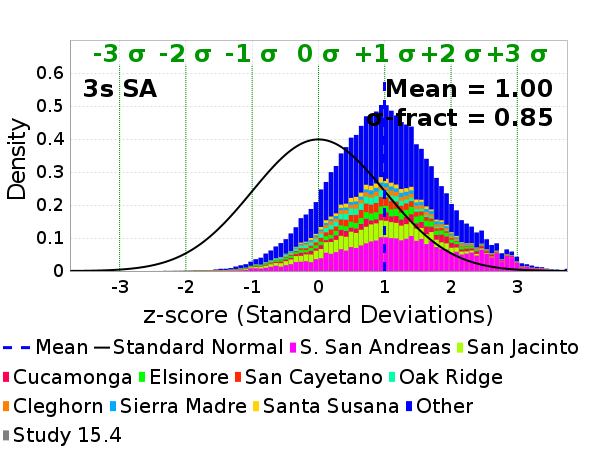 -3 σ -2 σ -1 σ 0 σ +1 σ +2 σ +3 σ
3s SA
Mean = 1.00
σ-fract = 0.85
Density
0.6
0.5
0.4
0.3
0.2
0.1
0
-3 -2 -1 0 1 2 3
z-score (Standard Deviations)
Mean Standard Normal S. San Andreas San Jacinto
Cucamonga Elsinore San Cayetano Oak Ridge
Cleghorn Sierra Madre Santa Susana Other
Study 15.4